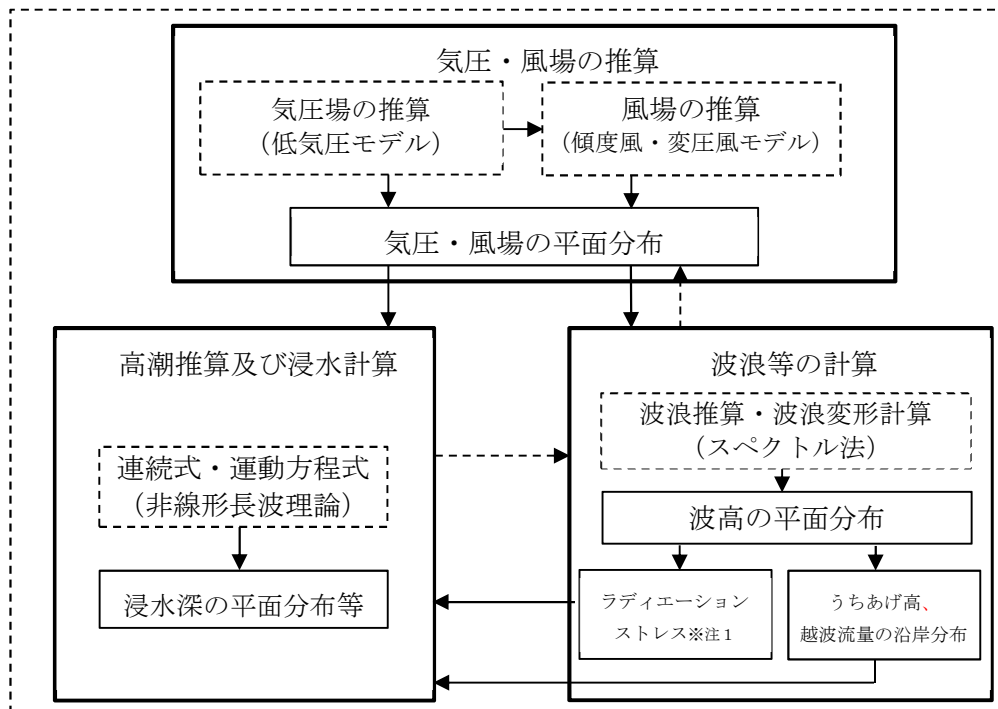 気圧・風場の推算
気圧場の推算
(低気圧モデル)
風場の推算
(傾度風・変圧風モデル)
気圧・風場の平面分布
高潮推算及び浸水計算
連続式・運動方程式
(非線形長波理論)
浸水深の平面分布等
波浪等の計算
波浪推算・波浪変形計算
(スペクトル法)
波高の平面分布
ラディエーション
ストレス※注1
うちあげ高、
越波流量の沿岸分布